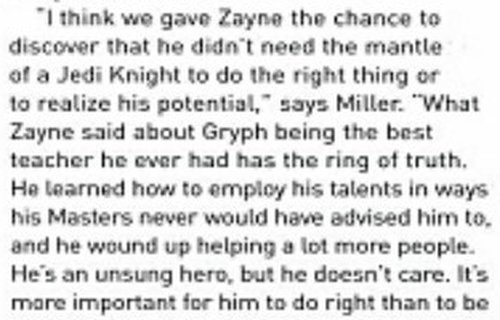 "I think we gave Zayne the chance to
discover that he didn't need the mantle
of a Jedi Knight to do the right thing or
to realize his potential," says Miller. "What
Zayne said about Gryph being the best
teacher he ever had has the ring of truth.
He learned how to employ his talents in ways
his Masters never would have advised him to,
and he wound up helping a lot more people.
He's an unsung hero, but he doesn't care. It's
more important for him to do right than to be